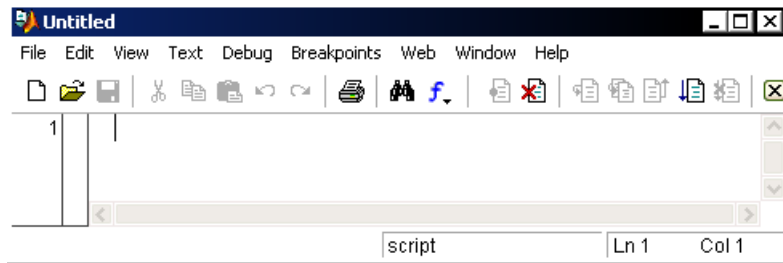 Untitled
File Edit View Text Debug Breakpoints Web Window Help
1
script Ln 1 Col 1